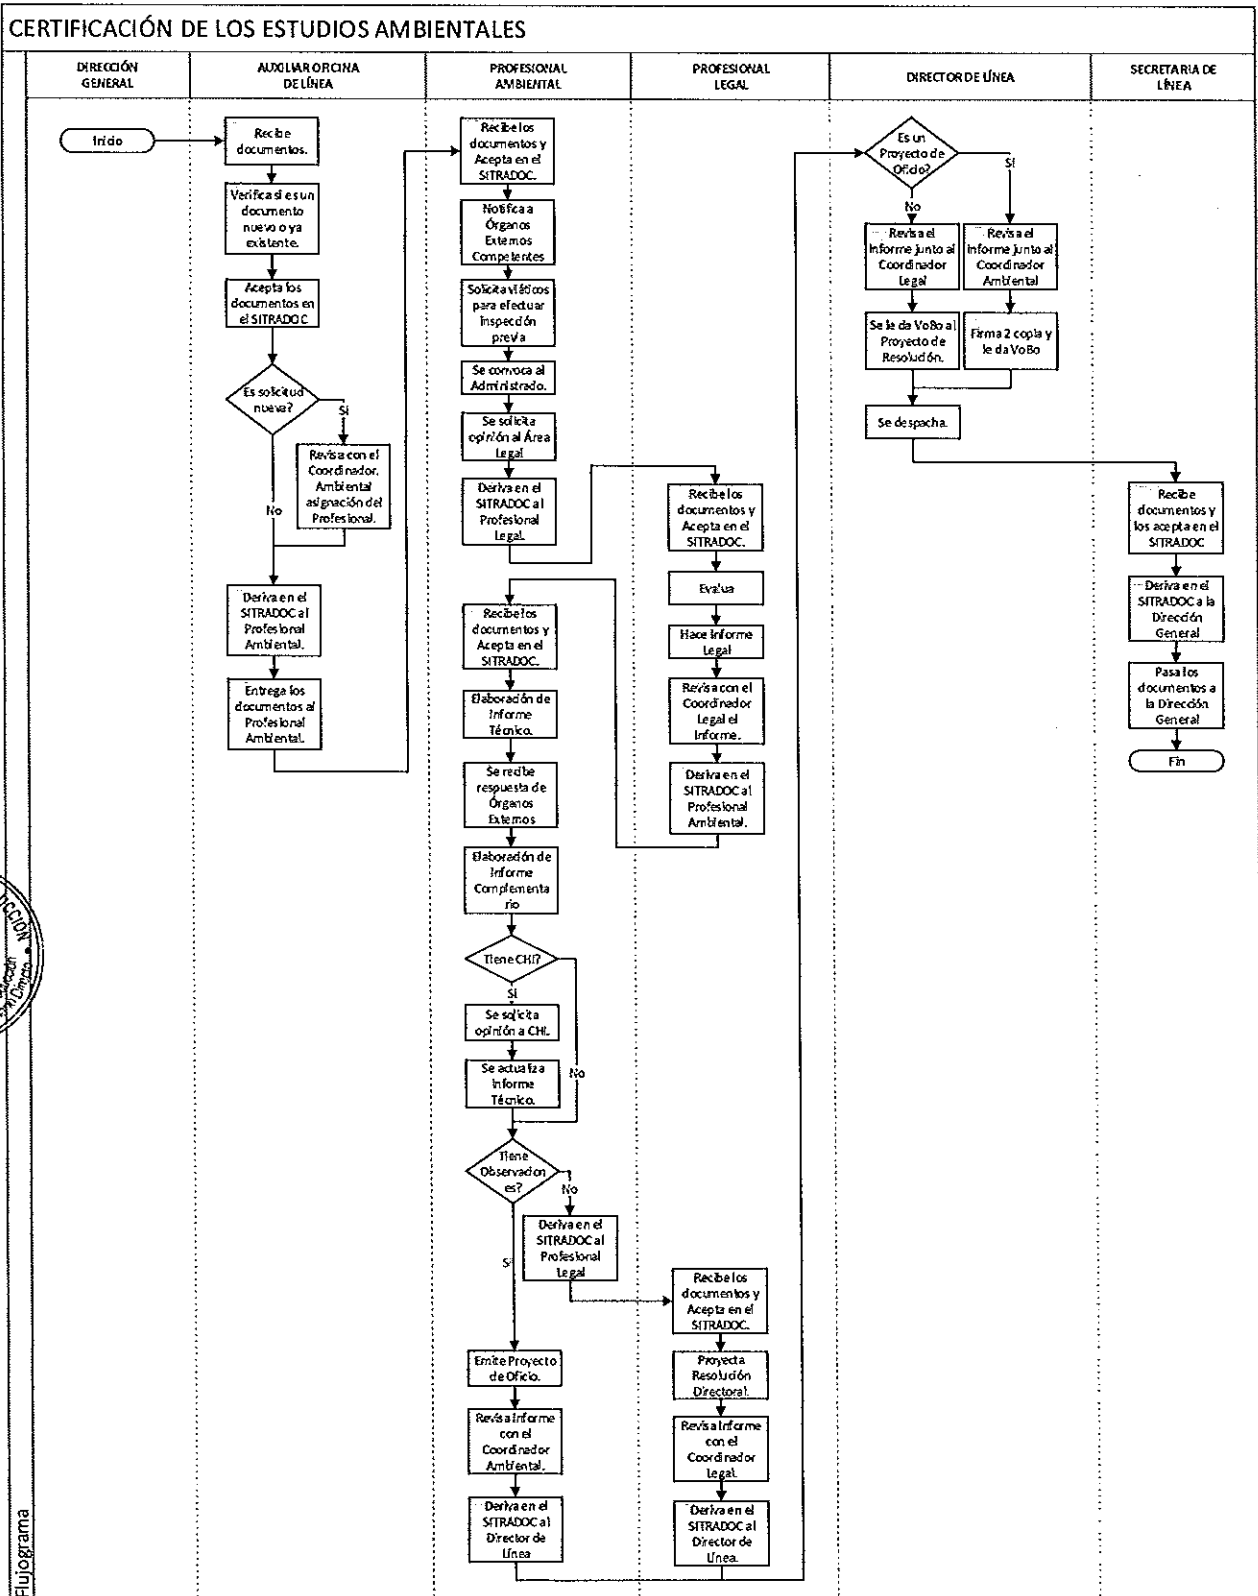 CERTIFICACIÓN DE LOS ESTUDIOS AMBIENTALES
DIRECCIÓN
GENERAL
AUXILIAR OFICINA
DE LÍNEA
PROFESIONAL
AMBIENTAL
PROFESIONAL
LEGAL
DIRECTOR DE LÍNEA
SECRETARIA DE
LÍNEA
Inicio
Recibe
documentos.
Verifica si es un
documento
nuevo o ya
existente.
Acepta los
documentos en
el SITRADOC
Es solicitud
nueva?
Si
Revisa con el
Coordinador.
Ambiental
asignación del
Profesional.
No
Deriva en el
SITRADOC al
Profesional
Ambiental.
Entrega los
documentos al
Profesional
Ambiental.
Recibe los
documentos y
Acepta en el
SITRADOC.
Notifica a
Órganos
Externos
Competentes
Solicita viáticos
para efectuar
inspección
previa
Se convoca al
Administrado.
Se solicita
opinión al Área
Legal
Deriva en el
SITRADOC al
Profesional
Legal.
Recibe los
documentos y
Acepta en el
SITRADOC.
Evalua
Hace Informe
Legal
Revisa con el
Coordinador
Legal el
Informe.
Deriva en el
SITRADOC al
Profesional
Ambiental.
Recibe los
documentos y
Acepta en el
SITRADOC.
Elaboración de
Informe
Técnico.
Se recibe
respuesta de
Órganos
Externos
Elaboración de
Informe
Complementa
rio
Tiene CHI?
Si
Se solicita
opinión a CHI.
Se actualiza
Informe
Técnico.
No
Tiene
Observacion
es?
No
Deriva en el
SITRADOC al
Profesional
Legal
Si
Emite Proyecto
de Oficio.
Revisa Informe
con el
Coordinador
Ambiental.
Deriva en el
SITRADOC al
Director de
Línea
Recibe los
documentos y
Acepta en el
SITRADOC.
Proyecta
Resolución
Directoral.
Revisa Informe
con el
Coordinador
Legal.
Deriva en el
SITRADOC al
Director de
Línea.
Es un
Proyecto de
Oficio?
Si
No
Revisa el
Informe junto al
Coordinador
Legal
Revisa el
Informe junto al
Coordinador
Ambiental
Se le da VoBo al
Proyecto de
Resolución.
Firma 2 copia y
le da VoBo
Se despacha.
Recibe
documentos y
los acepta en el
SITRADOC
Deriva en el
SITRADOC a la
Dirección
General
Pasa los
documentos a
la Dirección
General
Fin
Flujograma